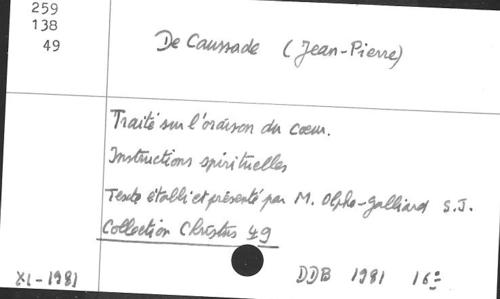 259
138
49
De Caussade (Jean-Pierre)
Traité sur l'oraison du coeur.
Instructions spirituelles
Texte établi et présenté par M. Olphe-Galliard S.J.
Collection Christus 49
XI-1981
DDB 1981 16°